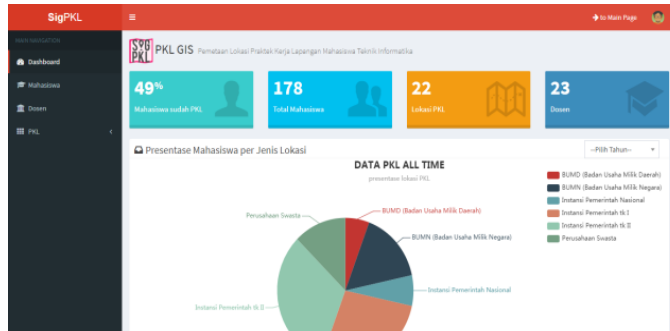 SigPKL
to Main Page
MAIN NAVIGATION
Dashboard
Mahasiswa
Dosen
PKL
SIG PKL
PKL GIS Pemetaan Lokasi Praktek Kerja Lapangan Mahasiswa Teknik Informatika
49%
Mahasiswa sudah PKL
178
Total Mahasiswa
22
Lokasi PKL
23
Dosen
Presentase Mahasiswa per Jenis Lokasi
--Pilih Tahun--
DATA PKL ALL TIME
presentase lokasi PKL
BUMD (Badan Usaha Milik Daerah)
BUMN (Badan Usaha Milik Negara)
Instansi Pemerintah Nasional
Instansi Pemerintah tk I
Instansi Pemerintah tk II
Perusahaan Swasta
Perusahaan Swasta
BUMD (Badan Usaha Milik Daerah)
BUMN (Badan Usaha Milik Negara)
Instansi Pemerintah Nasional
Instansi Pemerintah tk II